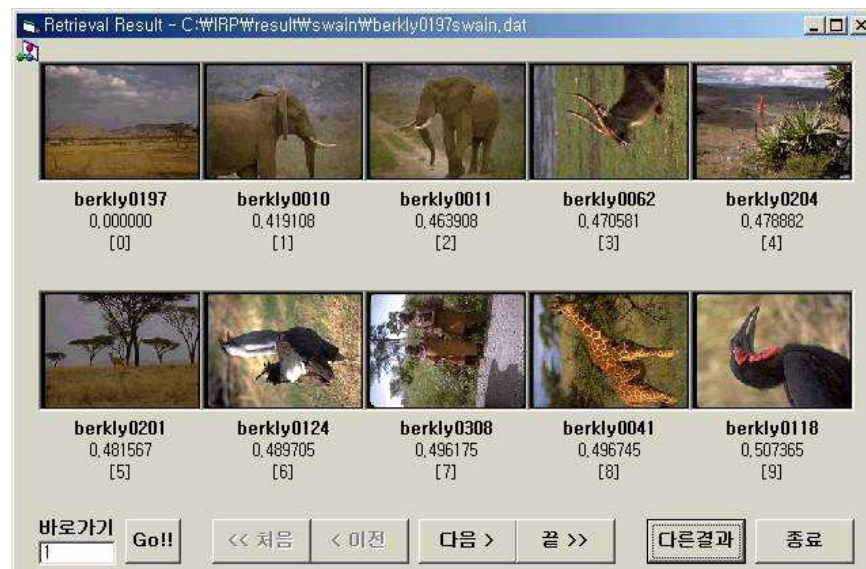 Retrieval Result - C:₩IRP₩result₩swain₩berkly0197swain.dat
berkly0197 berkly0010 berkly0011 berkly0062 berkly0204
0,000000 0,419108 0,463908 0,470581 0,478882
[0] [1] [2] [3] [4]
berkly0201 berkly0124 berkly0308 berkly0041 berkly0118
0,481567 0,489705 0,496175 0,496745 0,507365
[5] [6] [7] [8] [9]
바로가기
1 Go!! << 처음 < 이전 다음 > 끝 >> 다른결과 종료